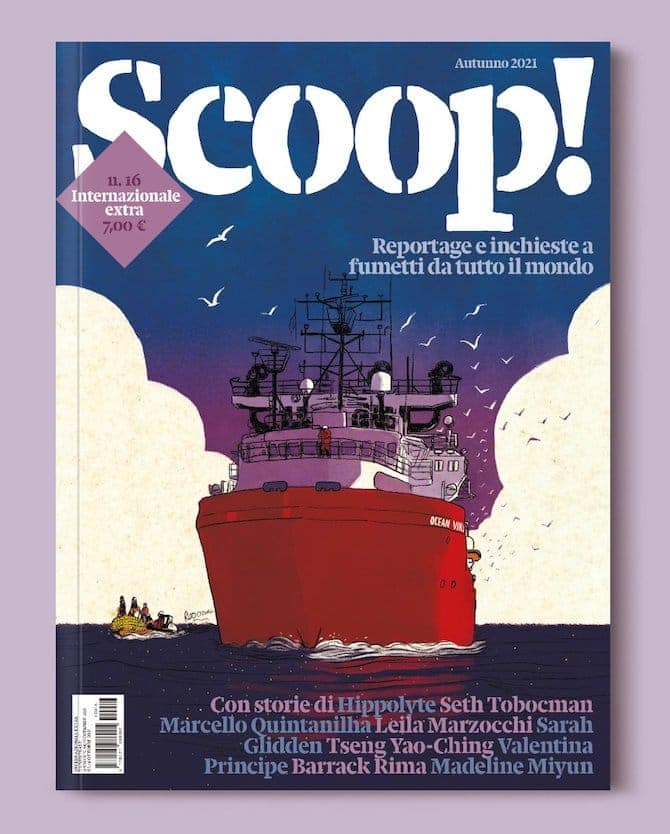 Autunno 2021
Scoop!
n. 16
Internazionale
extra
7,00 €
Reportage e inchieste a
fumetti da tutto il mondo
OCEAN VIKI
Con storie di Hippolyte Seth Tobocman
Marcello Quintanilha Leila Marzocchi Sarah
Glidden Tseng Yao-Ching Valentina
Principe Barrack Rima Madeline Miyun